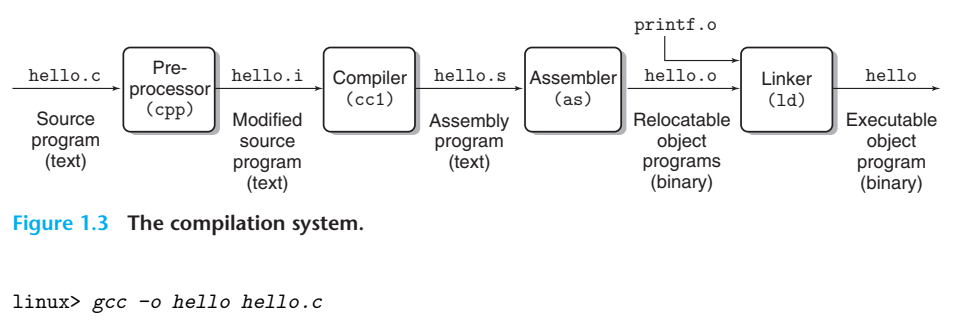 printf.o
hello.c
Pre-
processor
(cpp)
hello.i
Compiler
(cc1)
hello.s
Assembler
(as)
hello.o
Linker
(ld)
hello
Source
program
(text)
Modified
source
program
(text)
Assembly
program
(text)
Relocatable
object
programs
(binary)
Executable
object
program
(binary)
Figure 1.3 The compilation system.
linux> gcc -o hello hello.c